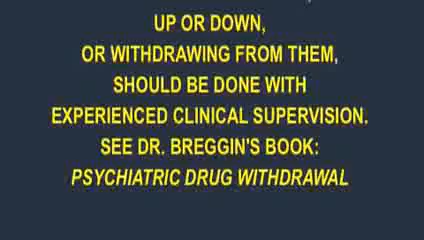 UP OR DOWN,
OR WITHDRAWING FROM THEM,
SHOULD BE DONE WITH
EXPERIENCED CLINICAL SUPERVISION.
SEE DR. BREGGIN'S BOOK:
PSYCHIATRIC DRUG WITHDRAWAL